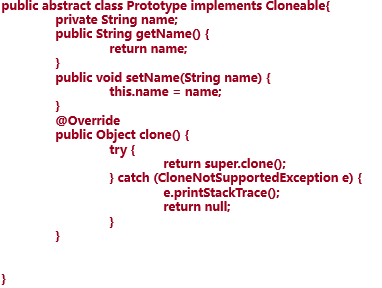 public abstract class Prototype implements Cloneable{
private String name;
public String getName() {
return name;
}
public void setName(String name) {
this.name = name;
}
@Override
public Object clone() {
try {
return super.clone();
} catch (CloneNotSupportedException e) {
e.printStackTrace();
return null;
}
}
}